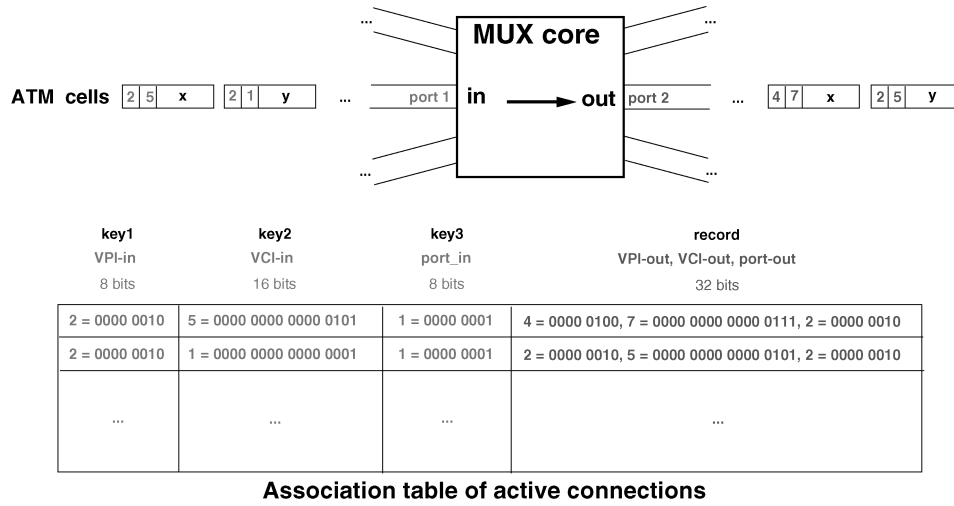 ... MUX core ...
ATM cells 2 5 x 2 1 y ... port 1 in out port 2 ... 4 7 x 2 5 y
... ...
key1 key2 key3 record
VPI-in VCI-in port_in VPI-out, VCI-out, port-out
8 bits 16 bits 8 bits 32 bits
2 = 0000 0010 5 = 0000 0000 0000 0101 1 = 0000 0001 4 = 0000 0100, 7 = 0000 0000 0000 0111, 2 = 0000 0010
2 = 0000 0010 1 = 0000 0000 0000 0001 1 = 0000 0001 2 = 0000 0010, 5 = 0000 0000 0000 0101, 2 = 0000 0010
... ... ... ...
Association table of active connections